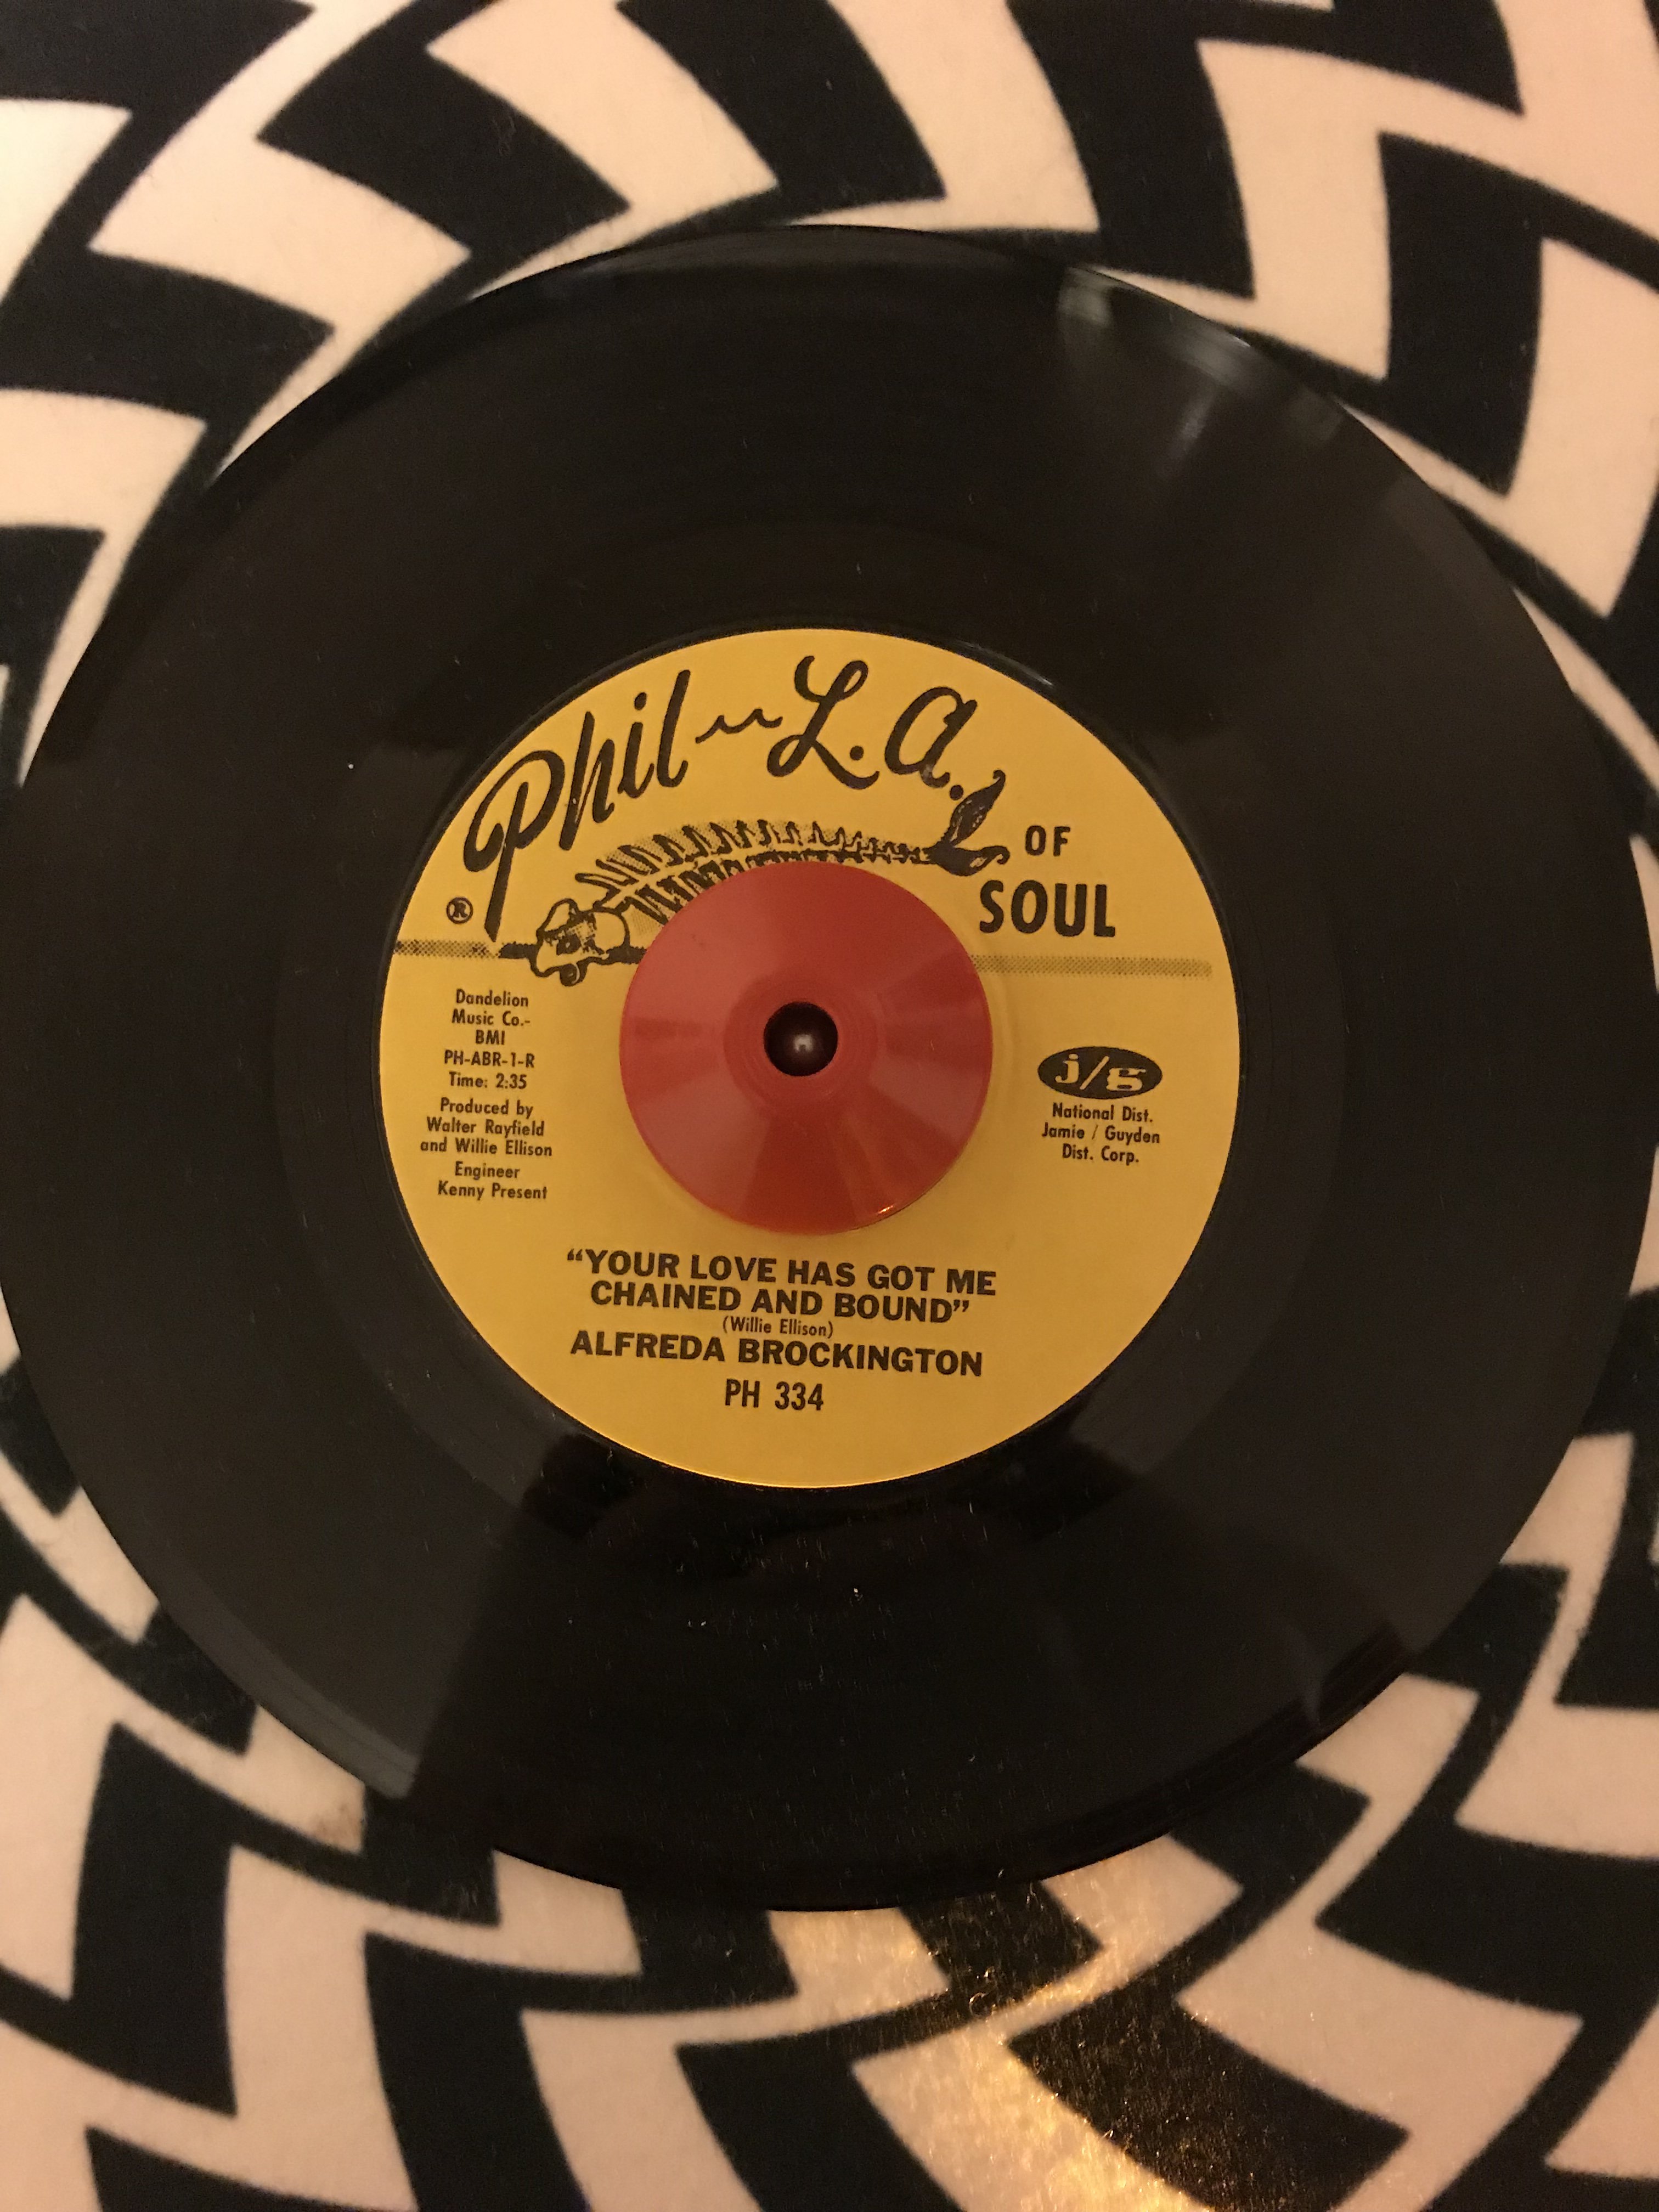 Phil-L.A.
OF
SOUL
®
Dandelion
Music Co.-
BMI
PH-ABR-1-R
Time: 2:35
Produced by
Walter Rayfield
and Willie Ellison
Engineer
Kenny Present
j/g
National Dist.
Jamie / Guyden
Dist. Corp.
“YOUR LOVE HAS GOT ME
CHAINED AND BOUND”
(Willie Ellison)
ALFREDA BROCKINGTON
PH 334